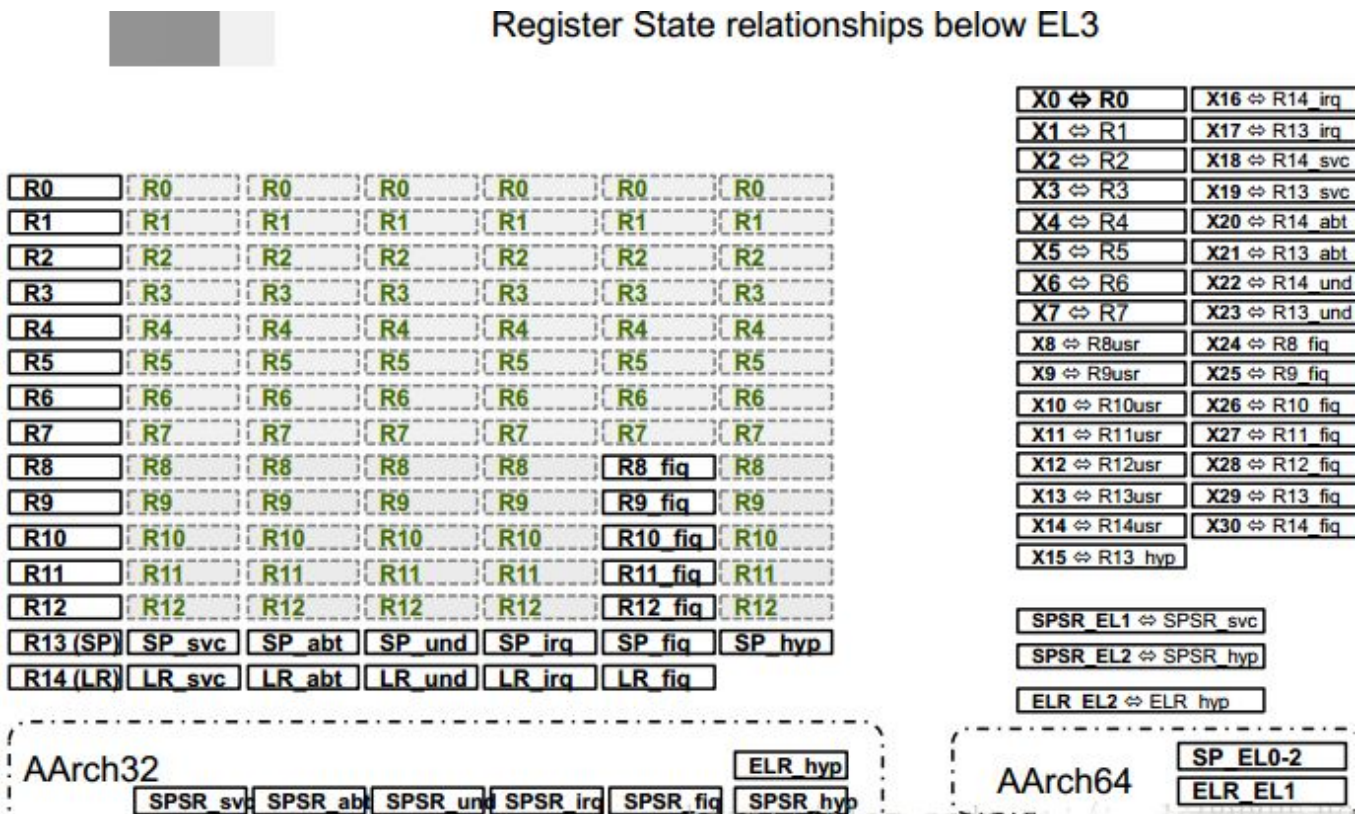 Register State relationships below EL3
X0 ⇔ R0 X16 ⇔ R14_irq
X1 ⇔ R1 X17 ⇔ R13_irq
X2 ⇔ R2 X18 ⇔ R14_svc
R0 R0 R0 R0 R0 R0 R0 X3 ⇔ R3 X19 ⇔ R13_svc
R1 R1 R1 R1 R1 R1 R1 X4 ⇔ R4 X20 ⇔ R14_abt
R2 R2 R2 R2 R2 R2 R2 X5 ⇔ R5 X21 ⇔ R13_abt
R3 R3 R3 R3 R3 R3 R3 X6 ⇔ R6 X22 ⇔ R14_und
R4 R4 R4 R4 R4 R4 R4 X7 ⇔ R7 X23 ⇔ R13_und
R5 R5 R5 R5 R5 R5 R5 X8 ⇔ R8usr X24 ⇔ R8_fiq
R6 R6 R6 R6 R6 R6 R6 X9 ⇔ R9usr X25 ⇔ R9_fiq
R7 R7 R7 R7 R7 R7 R7 X10 ⇔ R10usr X26 ⇔ R10_fiq
X11 ⇔ R11usr X27 ⇔ R11_fiq
R8 R8 R8 R8 R8 R8_fiq R8 X12 ⇔ R12usr X28 ⇔ R12_fiq
R9 R9 R9 R9 R9 R9_fiq R9 X13 ⇔ R13usr X29 ⇔ R13_fiq
R10 R10 R10 R10 R10 R10_fiq R10 X14 ⇔ R14usr X30 ⇔ R14_fiq
R11 R11 R11 R11 R11 R11_fiq R11 X15 ⇔ R13_hyp
R12 R12 R12 R12 R12 R12_fiq R12 SPSR_EL1 ⇔ SPSR_svc
R13 (SP) SP_svc SP_abt SP_und SP_irq SP_fiq SP_hyp SPSR_EL2 ⇔ SPSR_hyp
R14 (LR) LR_svc LR_abt LR_und LR_irq LR_fiq ELR_EL2 ⇔ ELR_hyp
AArch32 ELR_hyp AArch64 SP_EL0-2
SPSR_svc SPSR_abt SPSR_und SPSR_irq SPSR_fiq SPSR_hyp ELR_EL1